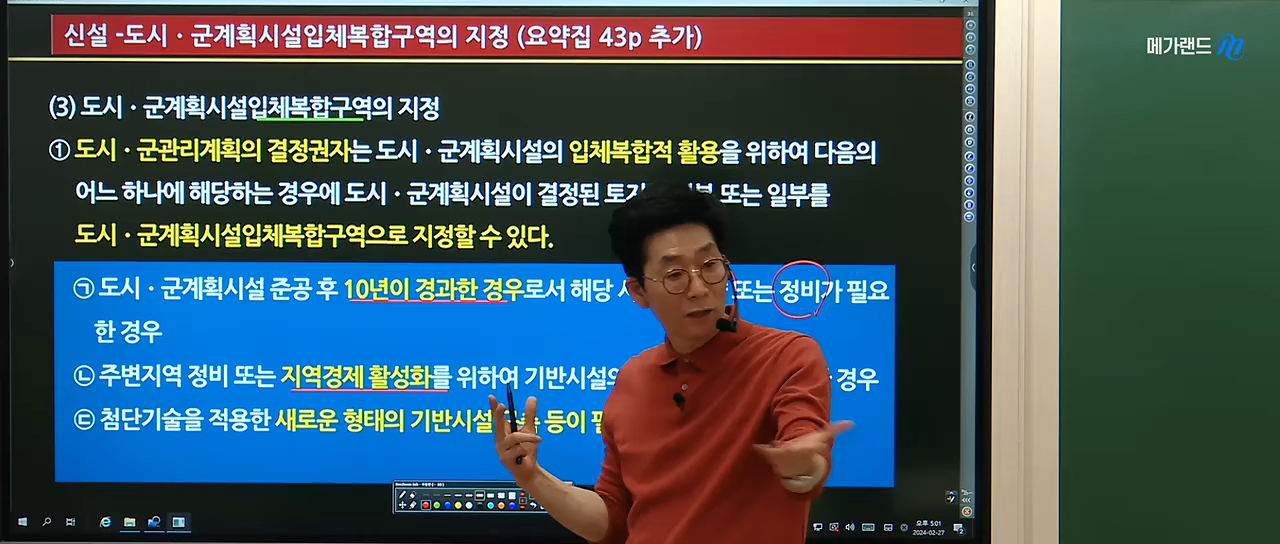 신설 -도시 · 군계획시설입체복합구역의 지정 (요약집 43p 추가)
메가랜드
(3) 도시 · 군계획시설입체복합구역의 지정
① 도시 · 군관리계획의 결정권자는 도시 · 군계획시설의 입체복합적 활용을 위하여 다음의
어느 하나에 해당하는 경우에 도시 · 군계획시설이 결정된 또는 일부를
도시 · 군계획시설입체복합구역으로 지정할 수 있다.
㉠ 도시 · 군계획시설 준공 후 10년이 경과한 경우로서 해당 또는 정비가 필요
한 경우
㉡ 주변지역 정비 또는 지역경제 활성화를 위하여 기반시설의 경우
㉢ 첨단기술을 적용한 새로운 형태의 기반시설 등이
오후 5:01
2024-02-27